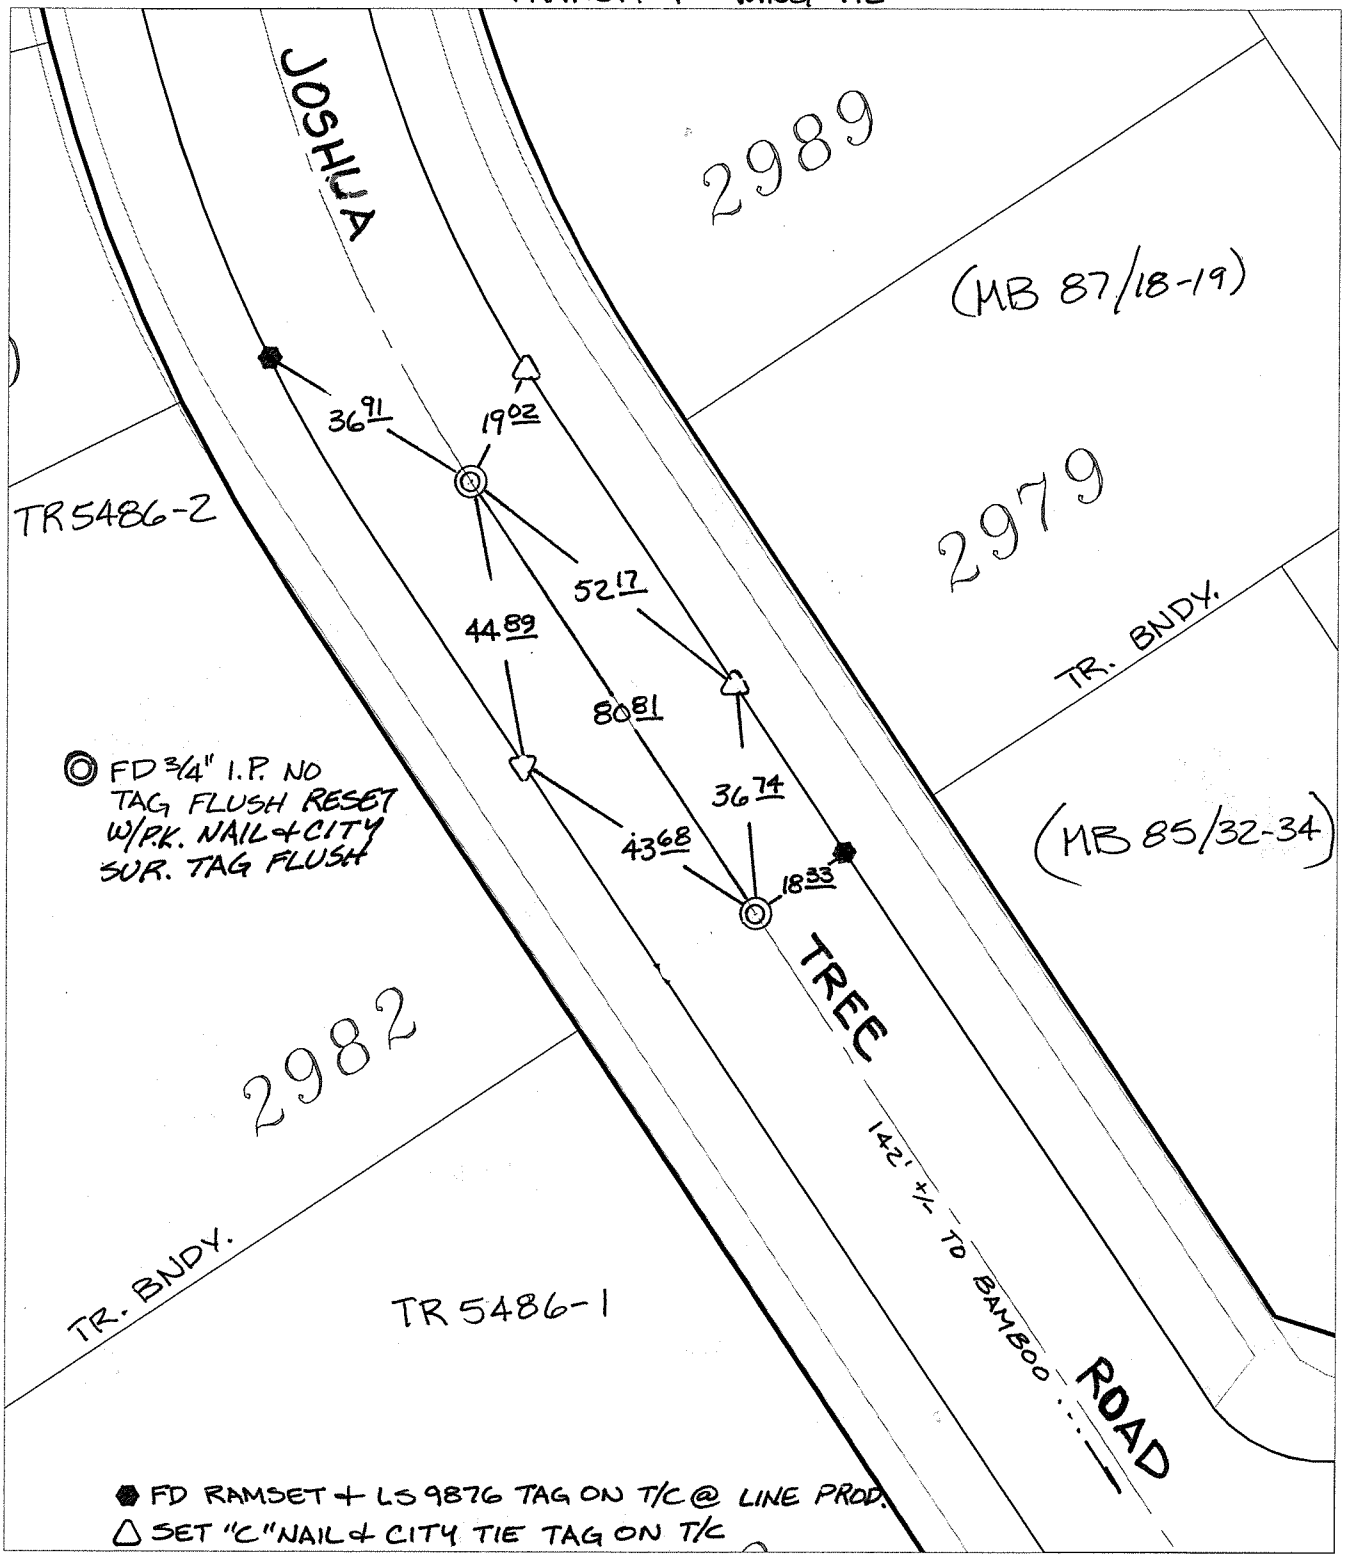 JOSHUA
2989
(MB 87/18-19)
36 91
19 02
TR 5486-2
2979
52 17
44 89
TR. BNDY.
80 81
◎ FD 3/4" I.P. NO
TAG FLUSH RESET
W/P.K. NAIL & CITY
SUR. TAG FLUSH
36 74
(MB 85/32-34)
43 68
18 33
TREE
2982
142' +/- TO BAMBOO ...
TR. BNDY.
TR 5486-1
ROAD
FD RAMSET + LS 9876 TAG ON T/C @ LINE PROD.
△ SET "C" NAIL & CITY TIE TAG ON T/C